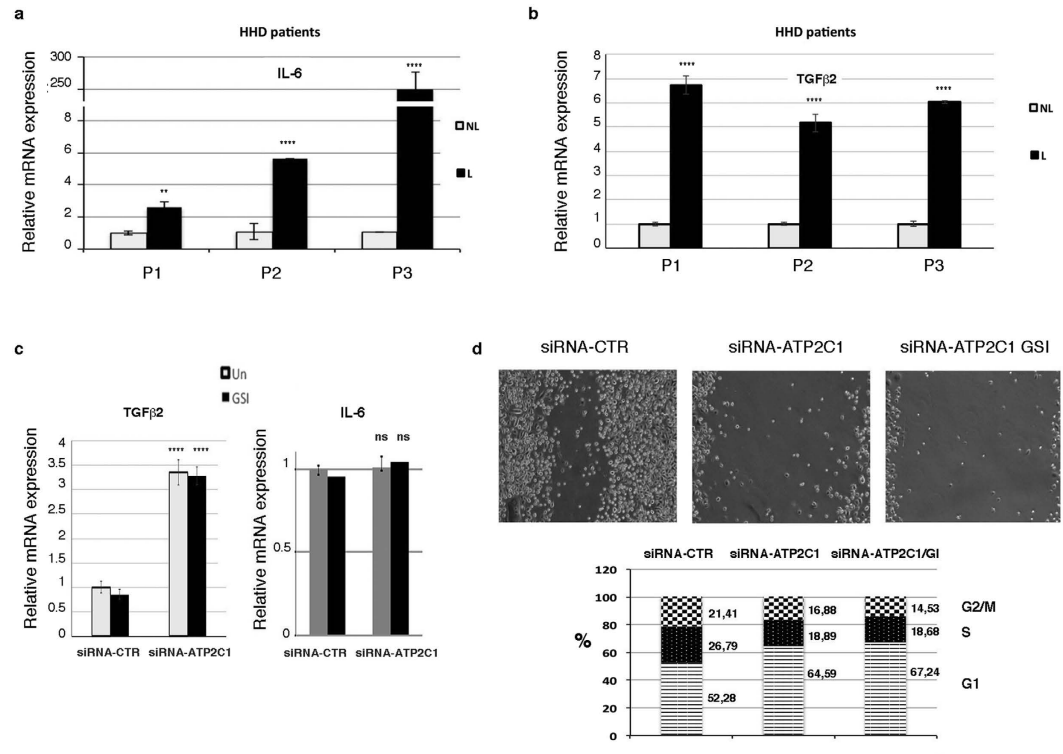 a
HHD patients
IL-6
Relative mRNA expression
300
250
8
6
4
2
0
**
****
****
NL
L
P1 P2 P3
b
HHD patients
TGFβ2
Relative mRNA expression
8
7
6
5
4
3
2
1
0
****
****
****
NL
L
P1 P2 P3
c
Un
GSI
TGFβ2
Relative mRNA expression
4
3.5
3
2.5
2
1.5
1
0.5
0
**** ****
siRNA-CTR siRNA-ATP2C1
IL-6
Relative mRNA expression
1
0.5
0
ns ns
siRNA-CTR siRNA-ATP2C1
d
siRNA-CTR siRNA-ATP2C1 siRNA-ATP2C1 GSI
siRNA-CTR siRNA-ATP2C1 siRNA-ATP2C1/GI
%
120
100
80
60
40
20
0
21,41 16,88 14,53 G2/M
26,79 18,89 18,68 S
52,28 64,59 67,24 G1